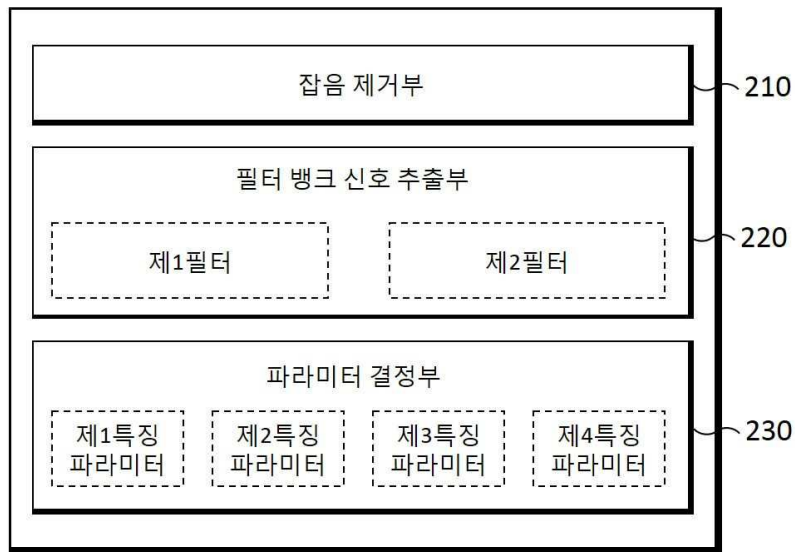 잡음 제거부
210
필터 뱅크 신호 추출부
제1필터
제2필터
220
파라미터 결정부
제1특징
파라미터
제2특징
파라미터
제3특징
파라미터
제4특징
파라미터
230